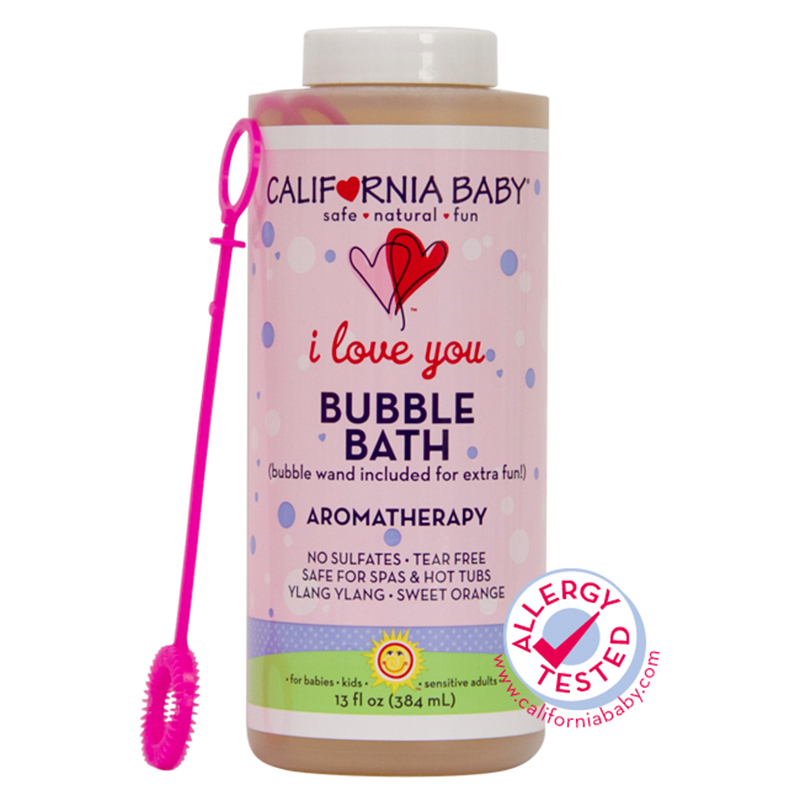 CALIFORNIA BABY®
safe • natural • fun
™
i love you
BUBBLE
BATH
(bubble wand included for extra fun!)
AROMATHERAPY
NO SULFATES • TEAR FREE
SAFE FOR SPAS & HOT TUBS
YLANG YLANG • SWEET ORANGE
• for babies • kids • sensitive adults •
13 fl oz (384 mL)
ALLERGY
TESTED
www.californiababy.com